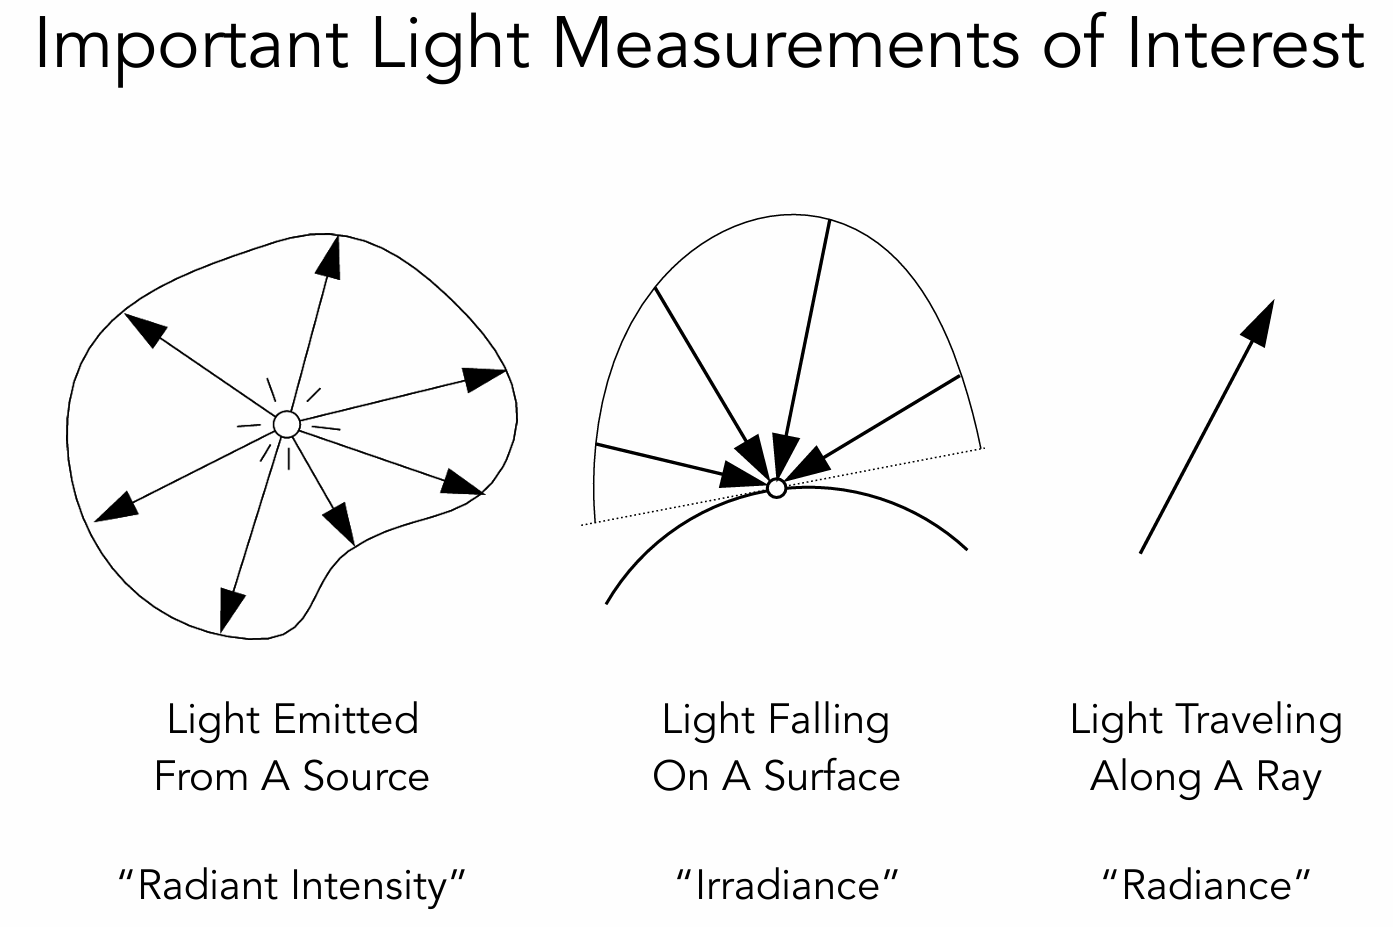 Important Light Measurements of Interest
Light Emitted
From A Source
“Radiant Intensity”
Light Falling
On A Surface
“Irradiance”
Light Traveling
Along A Ray
“Radiance”